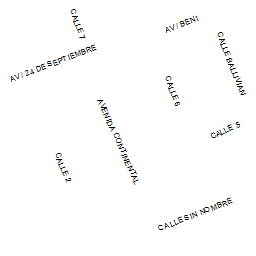 CALLE 7
AV / BENI
AV / 24 DE SEPTIEMBRE
CALLE BALLIVIAN
CALLE 6
AVENIDA CONTINENTAL
CALLE 5
CALLE 2
CALLE SIN NOMBRE